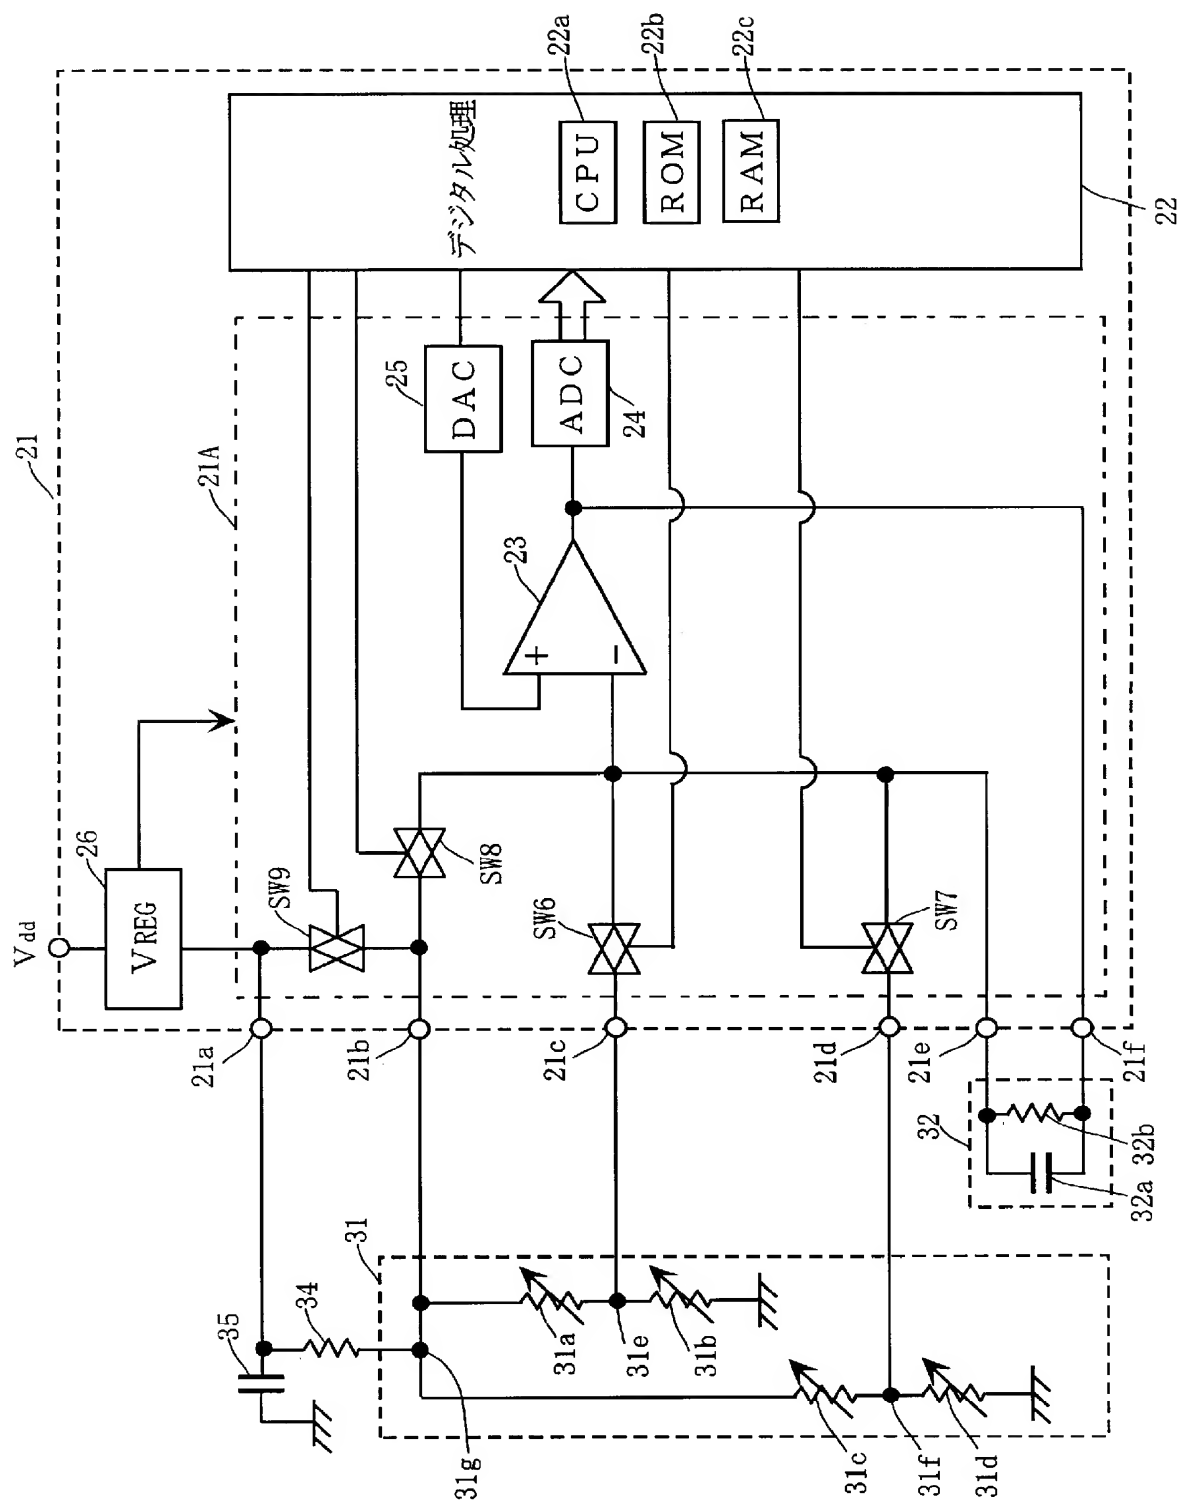 21
Vdd
26
VREG
21A
SW9
SW8
SW6
SW7
25
DAC
ADC
24
23
+
−
デジタル処理
CPU
22a
ROM
22b
RAM
22c
22
21a
21b
21c
21d
21e
21f
35
34
31
31a
31e
31b
31g
31c
31f
31d
32
32a
32b